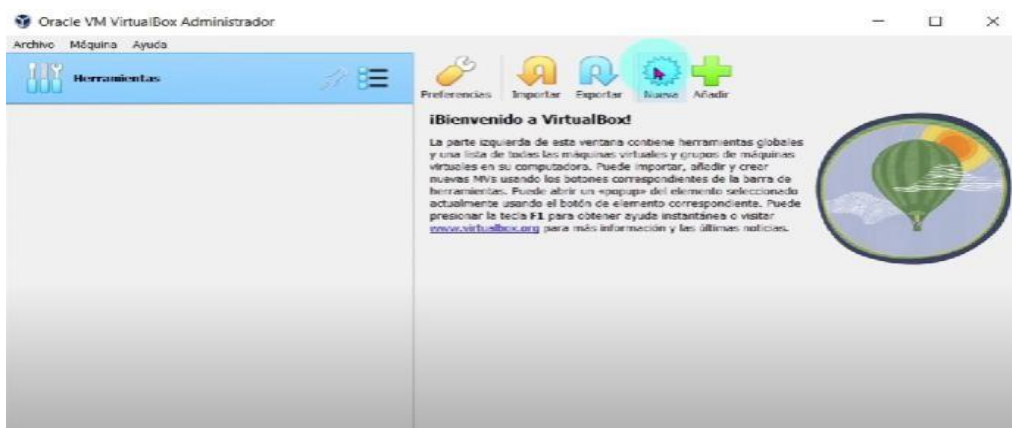 Oracle VM VirtualBox Administrador
Archivo Máquina Ayuda
Herramientas
Preferencias Importar Exportar Nueva Añadir
¡Bienvenido a VirtualBox!
La parte izquierda de esta ventana contiene herramientas globales
y una lista de todas las máquinas virtuales y grupos de máquinas
virtuales en su computadora. Puede importar, añadir y crear
nuevas MVs usando los botones correspondientes de la barra de
herramientas. Puede abrir un «popup» del elemento seleccionado
actualmente usando el botón de elemento correspondiente. Puede
presionar la tecla F1 para obtener ayuda instantánea o visitar
www.virtualbox.org para más información y las últimas noticias.